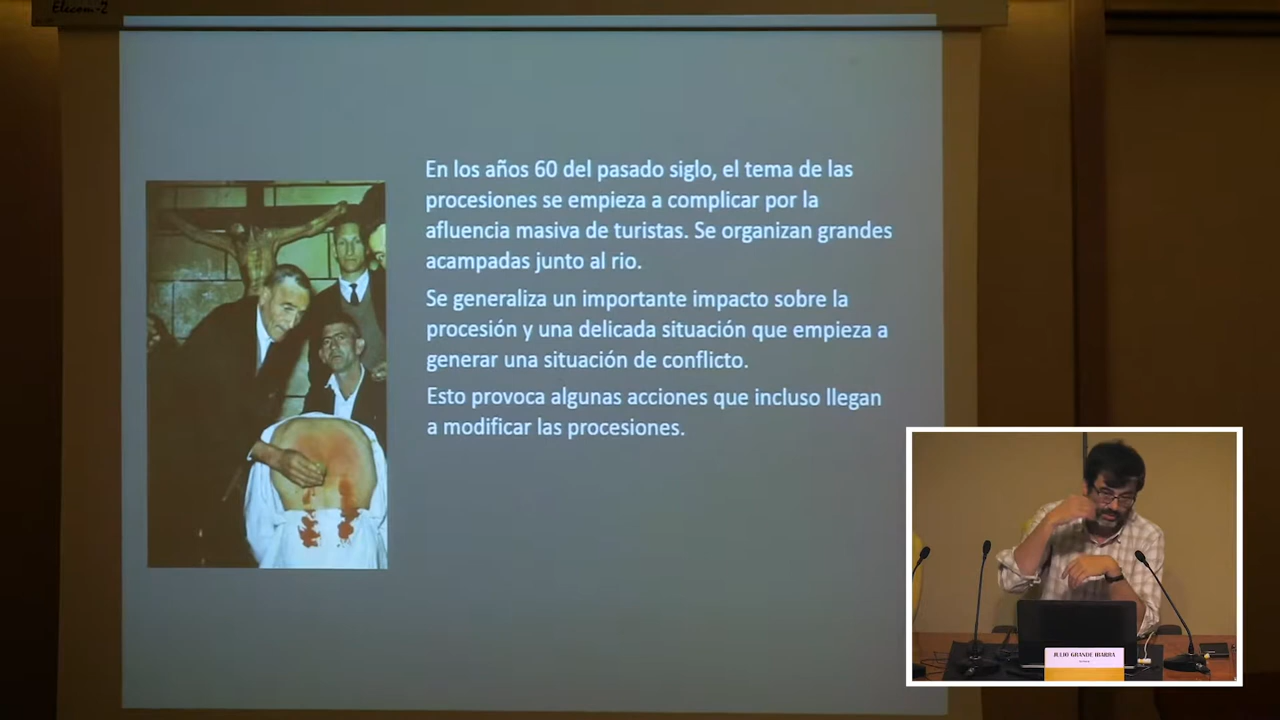 Elecom-Z
En los años 60 del pasado siglo, el tema de las
procesiones se empieza a complicar por la
afluencia masiva de turistas. Se organizan grandes
acampadas junto al rio.
Se generaliza un importante impacto sobre la
procesión y una delicada situación que empieza a
generar una situación de conflicto.
Esto provoca algunas acciones que incluso llegan
a modificar las procesiones.
JULIO GRANDE IBARRA